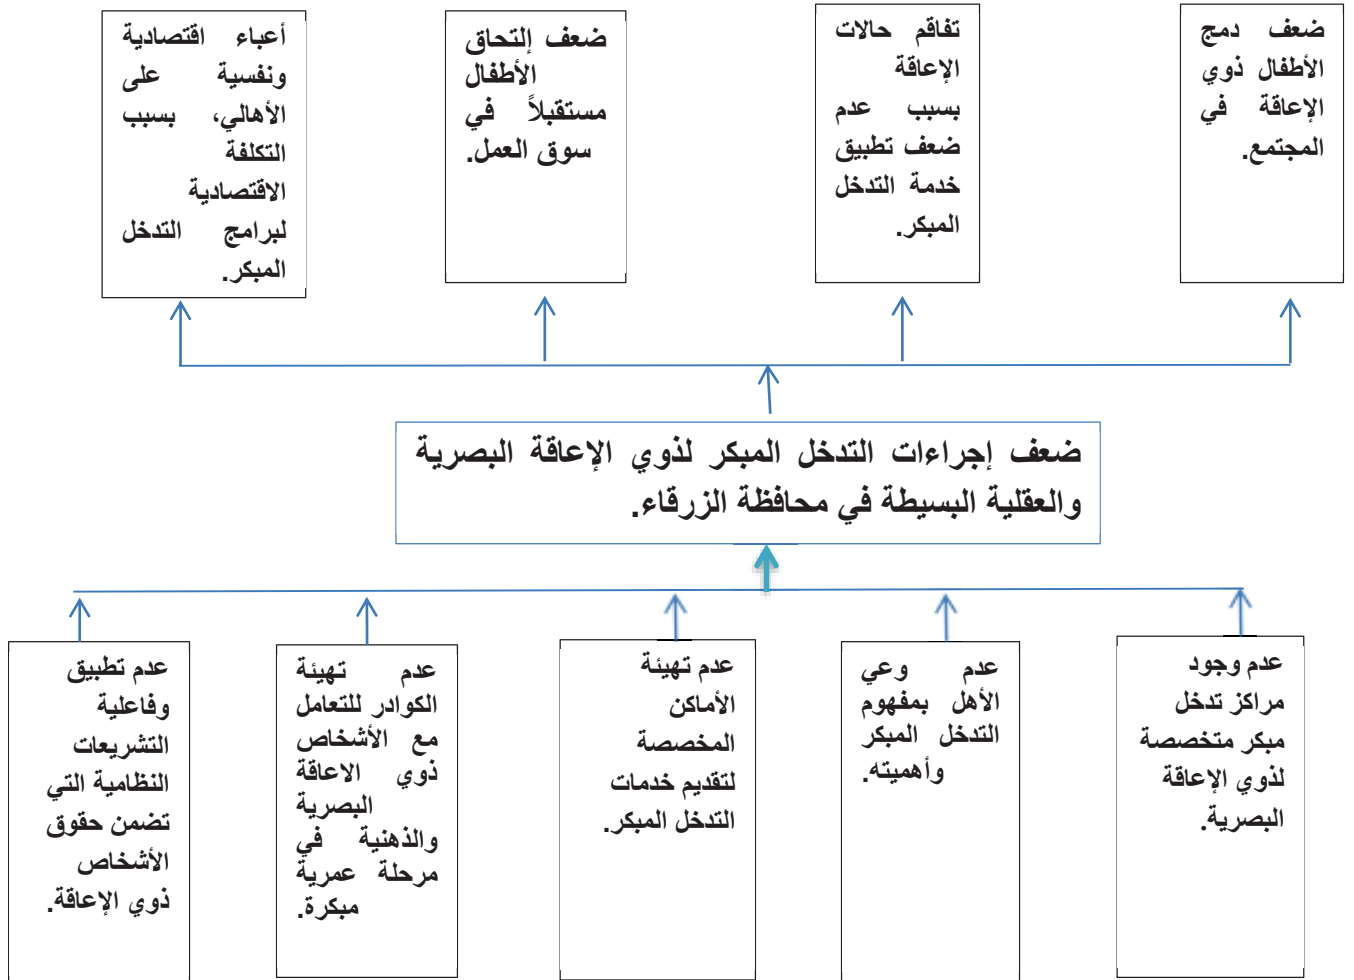 ضعف دمج
الأطفال ذوي
الإعاقة في
المجتمع.
تفاقم حالات
الإعاقة
بسبب عدم
ضعف تطبيق
خدمة التدخل
المبكر.
ضعف إلتحاق
الأطفال
مستقبلاً في
سوق العمل.
أعباء اقتصادية
ونفسية على
الأهالي، بسبب
التكلفة
الاقتصادية
لبرامج التدخل
المبكر.
ضعف إجراءات التدخل المبكر لذوي الإعاقة البصرية
والعقلية البسيطة في محافظة الزرقاء.
عدم وجود
مراكز تدخل
مبكر متخصصة
لذوي الإعاقة
البصرية.
عدم وعي
الأهل بمفهوم
التدخل المبكر
وأهميته.
عدم تهيئة
الأماكن
المخصصة
لتقديم خدمات
التدخل المبكر.
عدم تهيئة
الكوادر للتعامل
مع الأشخاص
ذوي الاعاقة
البصرية
والذهنية في
مرحلة عمرية
مبكرة.
عدم تطبيق
وفاعلية
التشريعات
النظامية التي
تضمن حقوق
الأشخاص
ذوي الإعاقة.